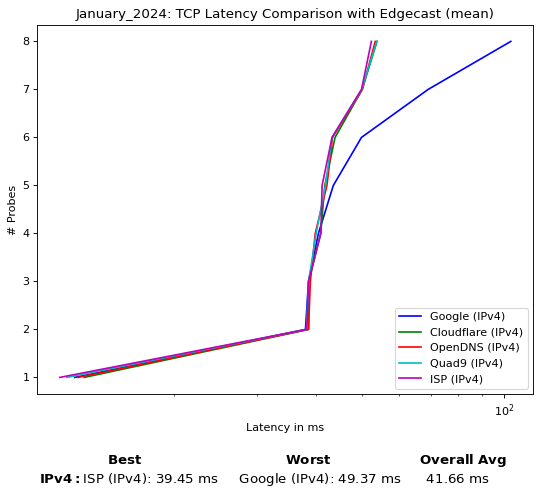 January_2024: TCP Latency Comparison with Edgecast (mean)
8
7
6
5
4
3
2
1
# Probes
Google (IPv4)
Cloudflare (IPv4)
OpenDNS (IPv4)
Quad9 (IPv4)
ISP (IPv4)
10²
Latency in ms
Best Worst Overall Avg
IPv4: ISP (IPv4): 39.45 ms Google (IPv4): 49.37 ms 41.66 ms